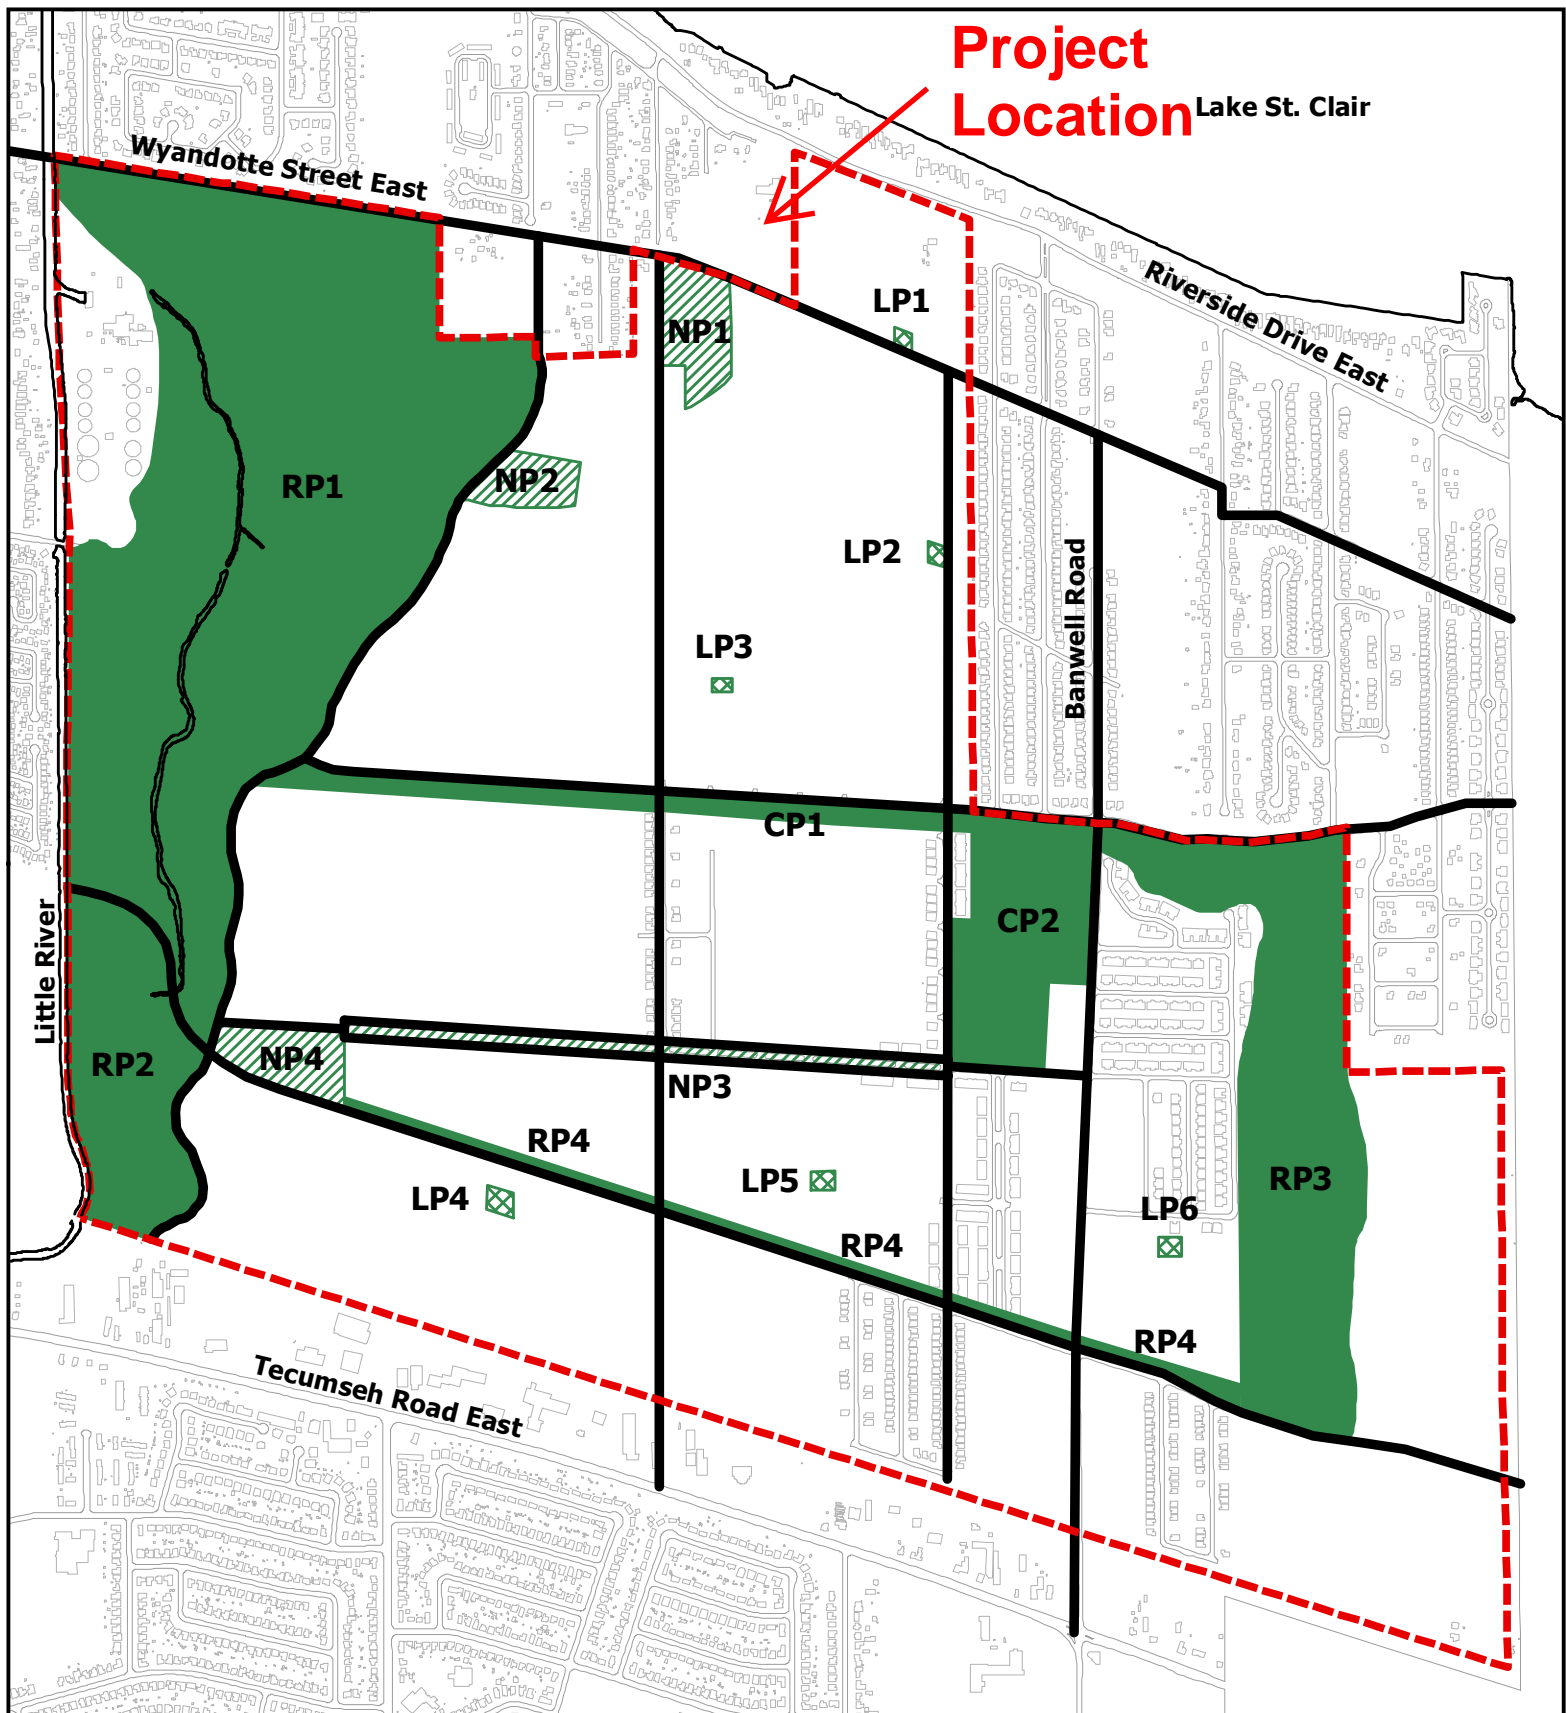 Project
Location
Lake St. Clair
Wyandotte Street East
Riverside Drive East
LP1
NP1
NP2
RP1
LP2
Banwell Road
LP3
CP1
CP2
Little River
RP2
NP4
NP3
RP4
LP4
LP5
RP3
LP6
RP4
RP4
Tecumseh Road East